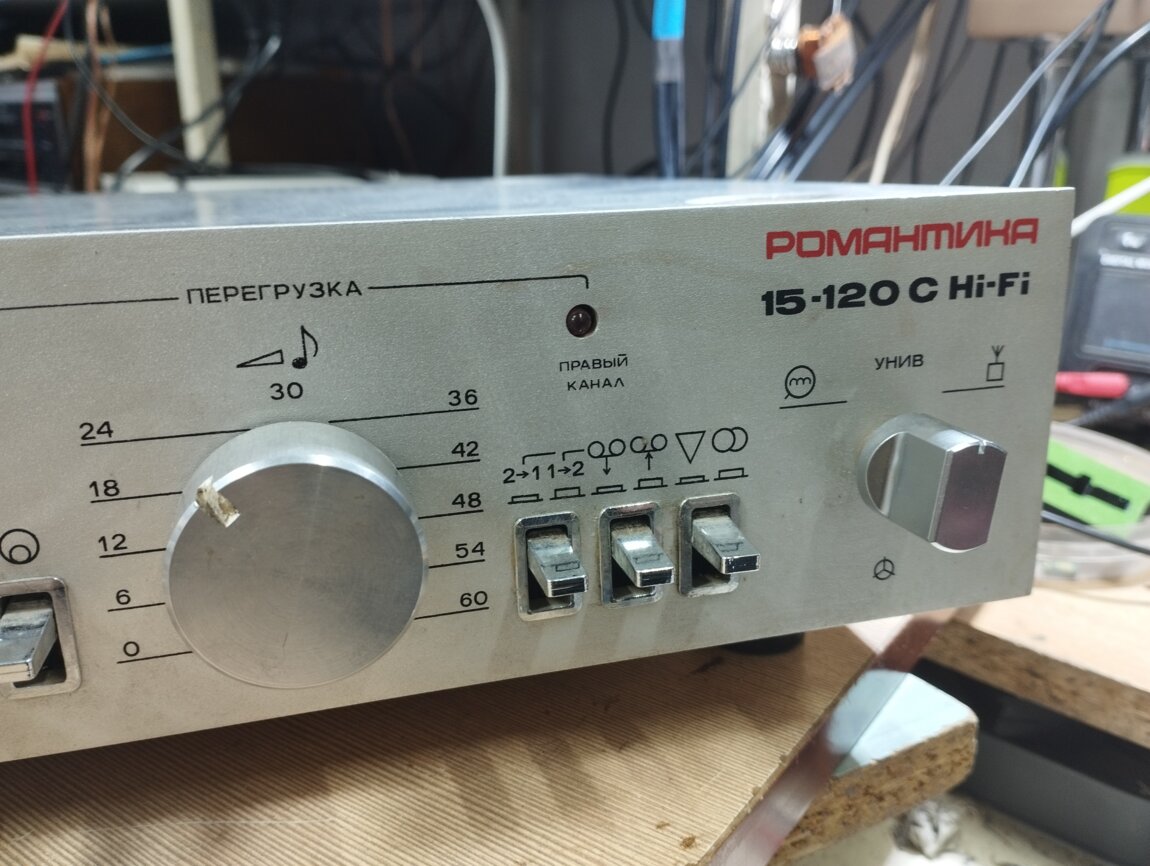 РОМАНТИКА
15-120 С Hi-Fi
ПЕРЕГРУЗКА
ПРАВЫЙ
КАНАЛ
УНИВ
30
24 36
18 42
12 48
6 54
0 60
2→1 1→2